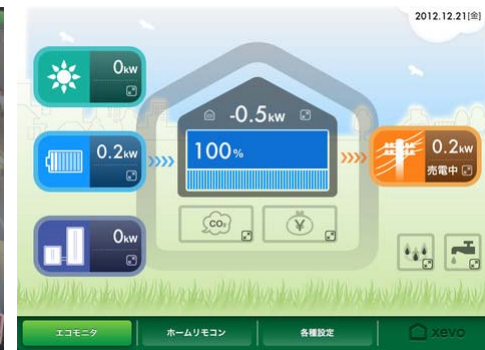 2012.12.21[金]
0kw
-0.5kw
0.2kw
100%
0.2kw
売電中
CO₂
¥
0kw
エコモニタ
ホームリモコン
各種設定
xevo